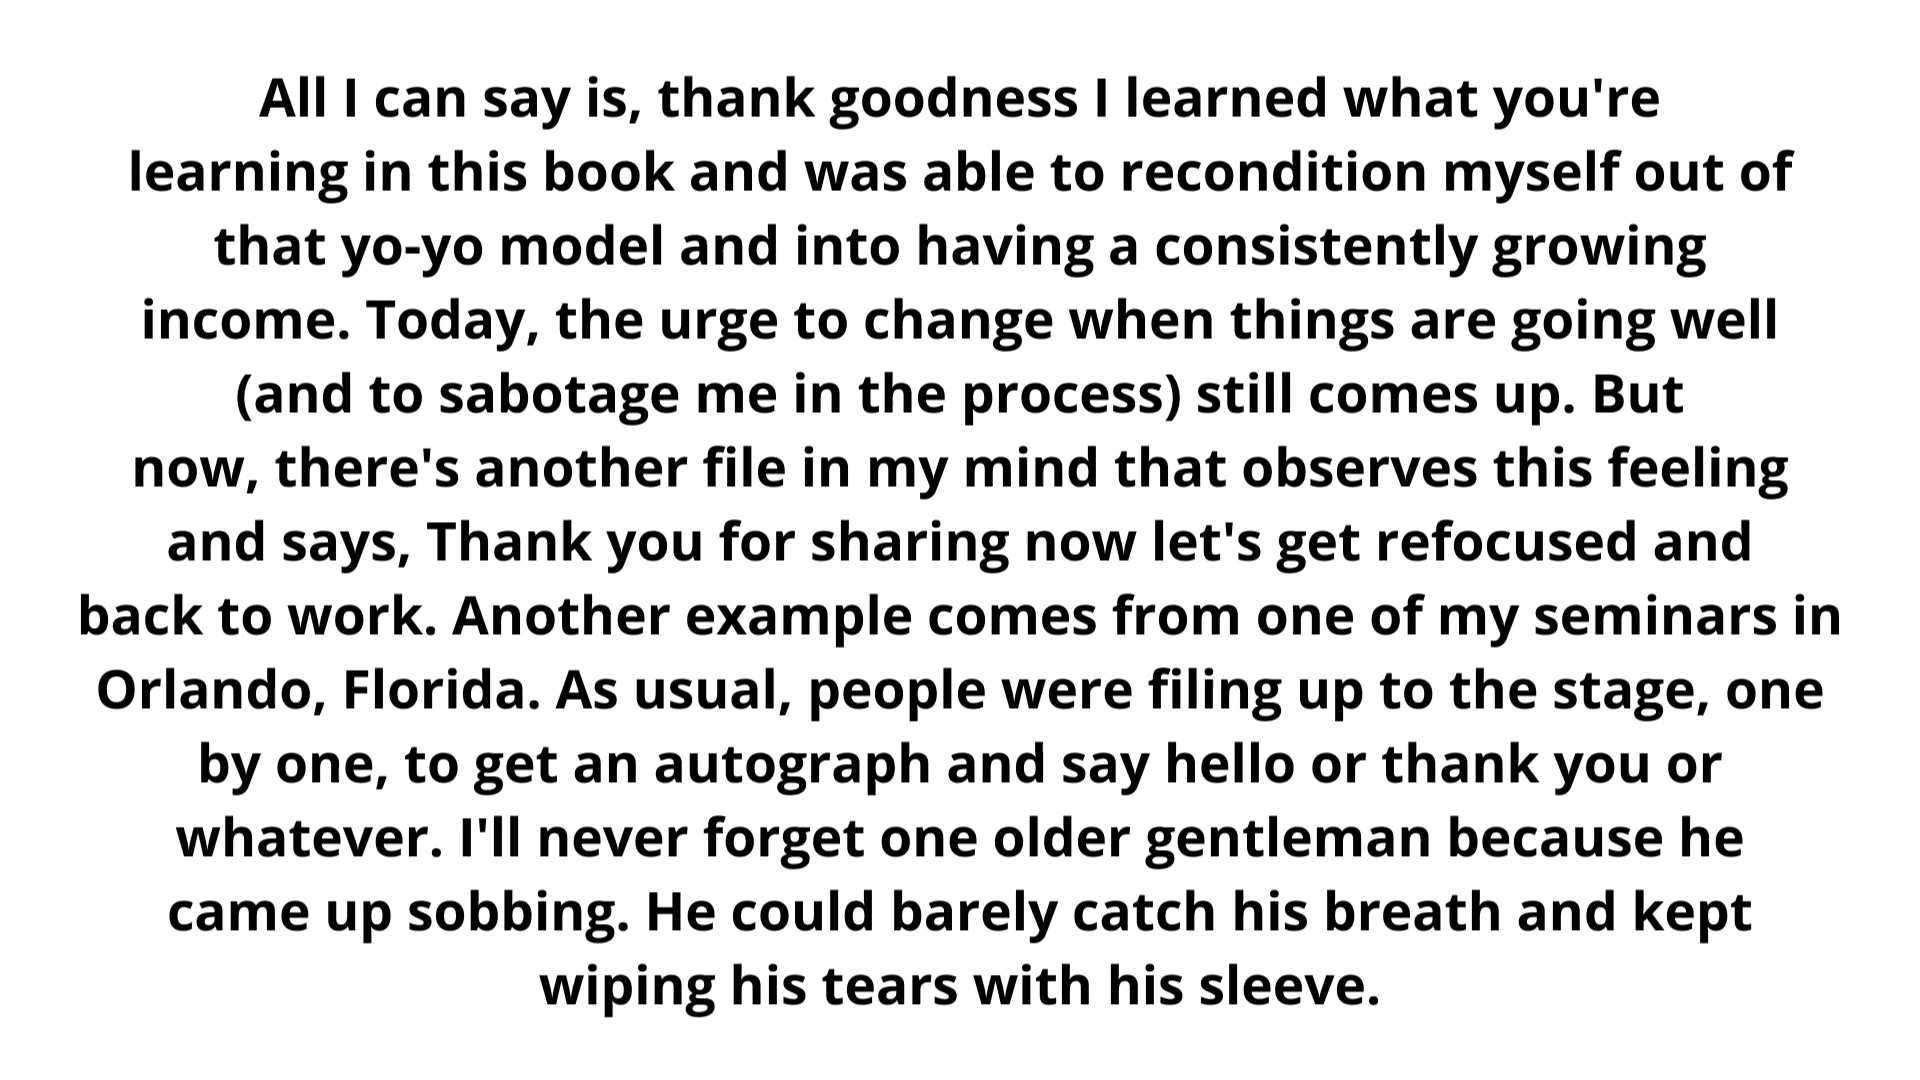 All I can say is, thank goodness I learned what you're
learning in this book and was able to recondition myself out of
that yo-yo model and into having a consistently growing
income. Today, the urge to change when things are going well
(and to sabotage me in the process) still comes up. But
now, there's another file in my mind that observes this feeling
and says, Thank you for sharing now let's get refocused and
back to work. Another example comes from one of my seminars in
Orlando, Florida. As usual, people were filing up to the stage, one
by one, to get an autograph and say hello or thank you or
whatever. I'll never forget one older gentleman because he
came up sobbing. He could barely catch his breath and kept
wiping his tears with his sleeve.